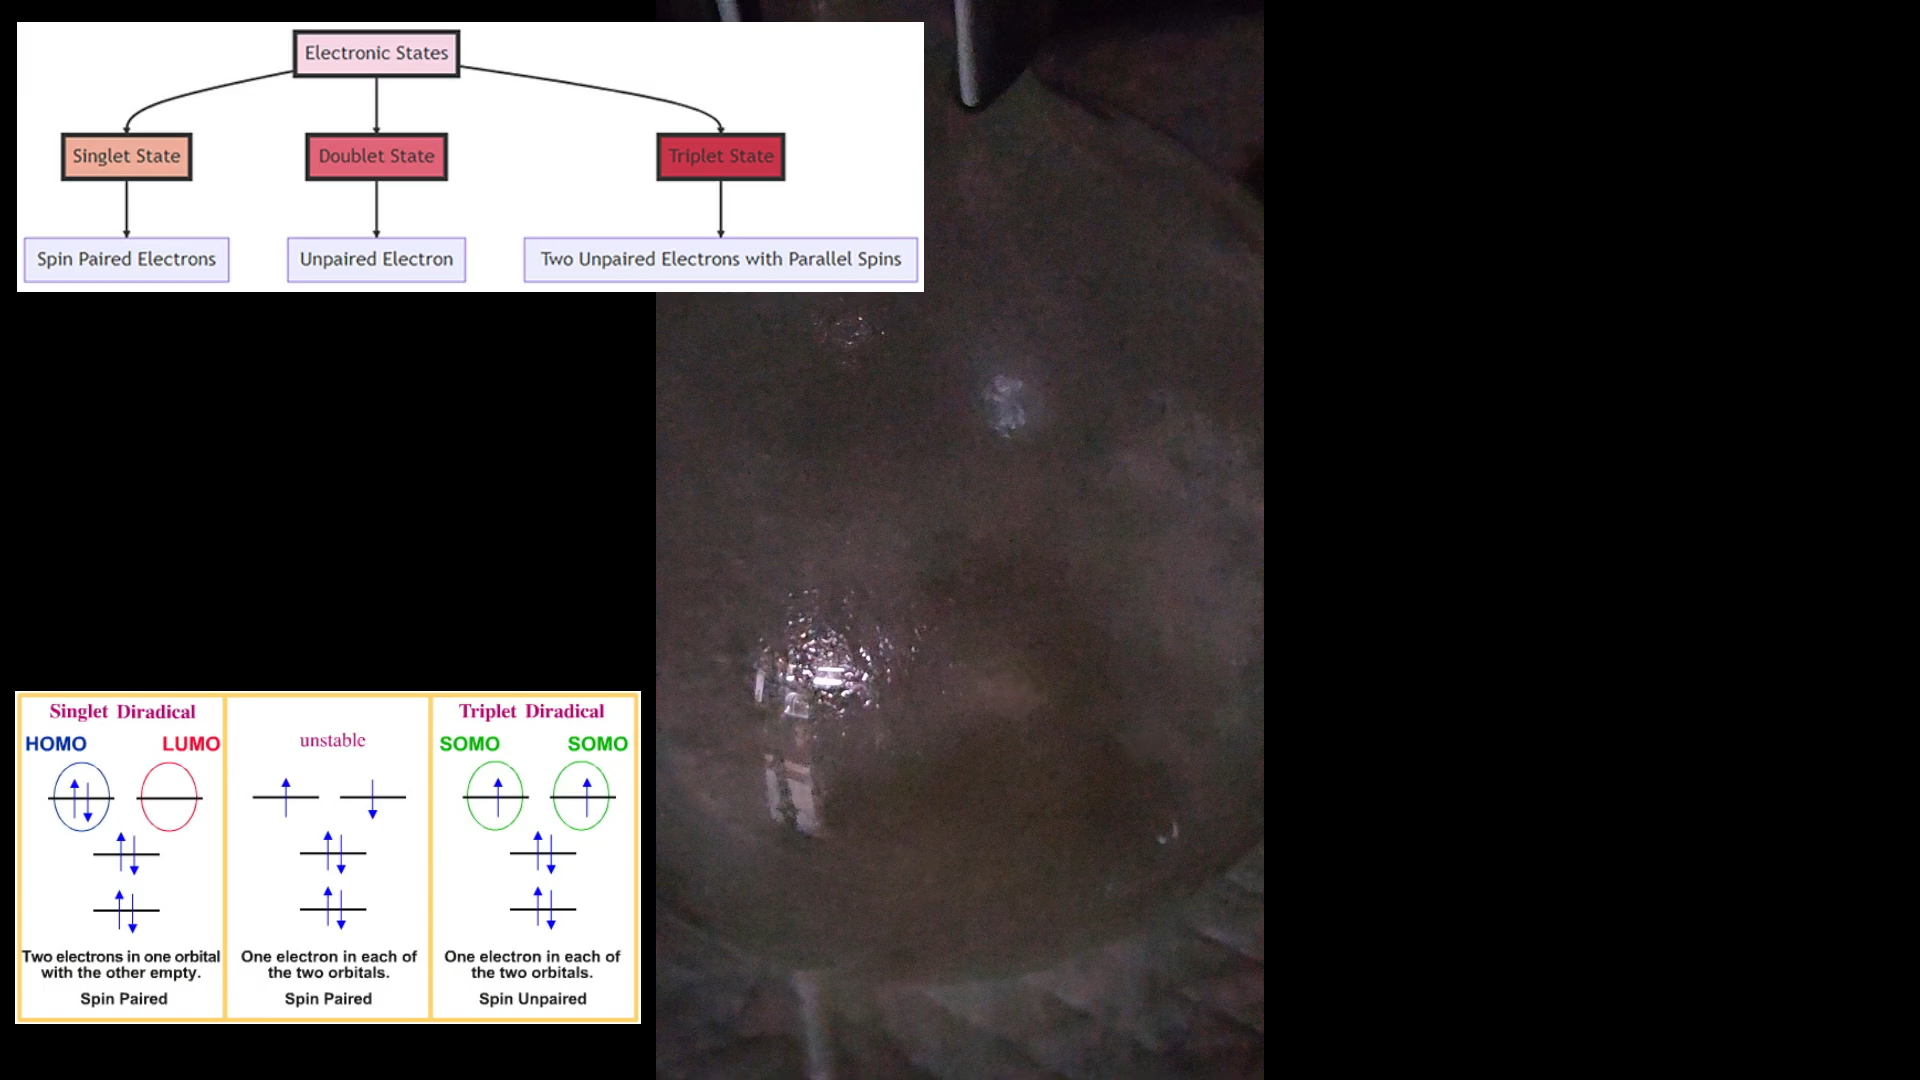 Electronic States
Singlet State
Doublet State
Triplet State
Spin Paired Electrons
Unpaired Electron
Two Unpaired Electrons with Parallel Spins
Singlet Diradical
HOMO LUMO
Two electrons in one orbital
with the other empty.
Spin Paired
unstable
One electron in each of
the two orbitals.
Spin Paired
Triplet Diradical
SOMO SOMO
One electron in each of
the two orbitals.
Spin Unpaired